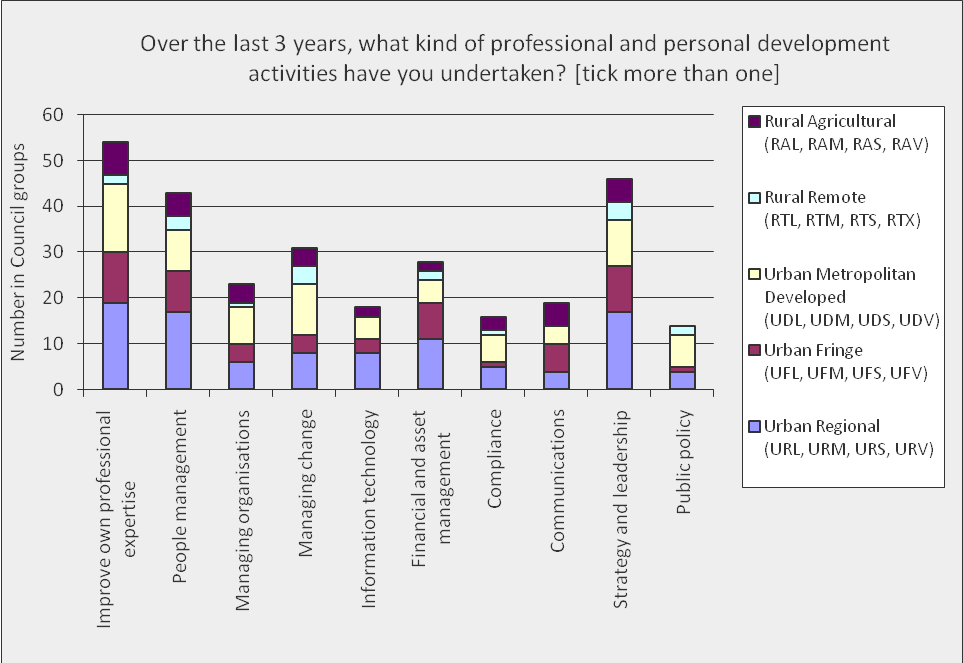 Over the last 3 years, what kind of professional and personal development
activities have you undertaken? [tick more than one]
Number in Council groups
60
50
40
30
20
10
0
Improve own professional
expertise
People management
Managing organisations
Managing change
Information technology
Financial and asset
management
Compliance
Communications
Strategy and leadership
Public policy
Rural Agricultural
(RAL, RAM, RAS, RAV)
Rural Remote
(RTL, RTM, RTS, RTX)
Urban Metropolitan
Developed
(UDL, UDM, UDS, UDV)
Urban Fringe
(UFL, UFM, UFS, UFV)
Urban Regional
(URL, URM, URS, URV)